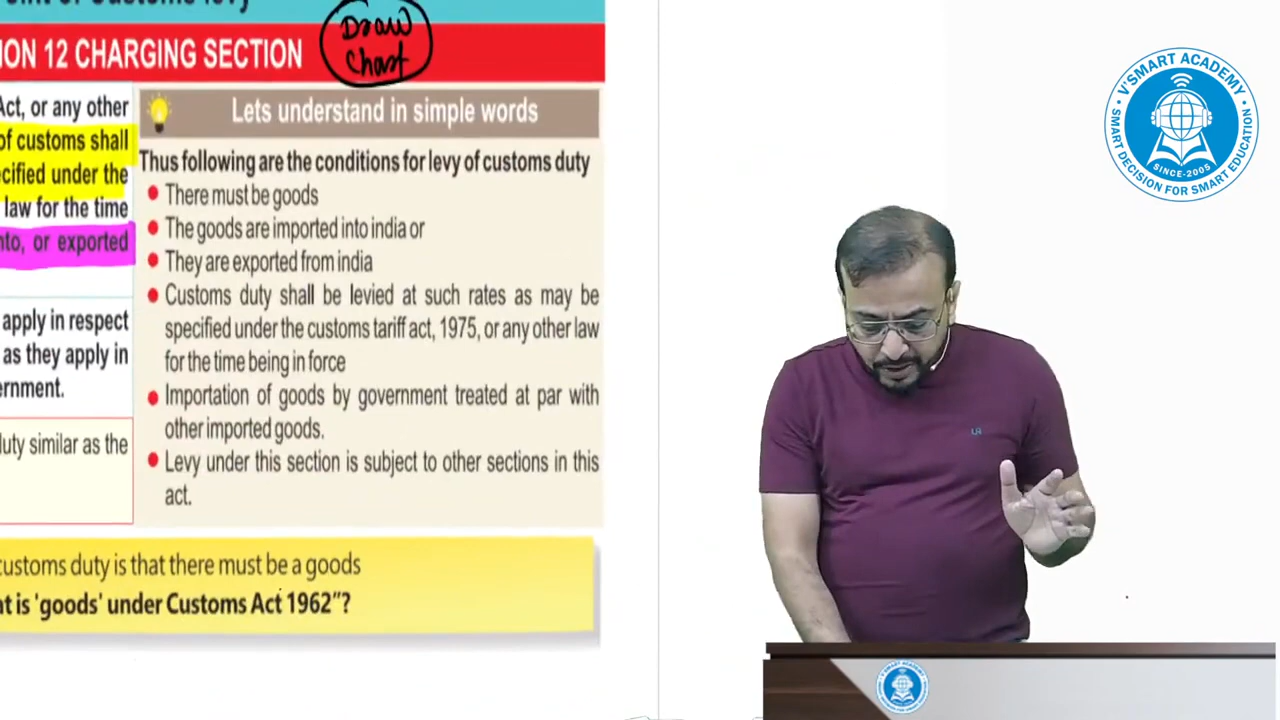 oint of Customs levy
ION 12 CHARGING SECTION
Draw
Chart
Act, or any other
of customs shall
cified under the
law for the time
nto, or exported
apply in respect
as they apply in
ernment.
duty similar as the
Lets understand in simple words
Thus following are the conditions for levy of customs duty
There must be goods
The goods are imported into india or
They are exported from india
Customs duty shall be levied at such rates as may be
specified under the customs tariff act, 1975, or any other law
for the time being in force
Importation of goods by government treated at par with
other imported goods.
Levy under this section is subject to other sections in this
act.
customs duty is that there must be a goods
at is 'goods' under Customs Act 1962"?
V'SMART ACADEMY
SINCE-2005
SMART DECISION FOR SMART EDUCATION